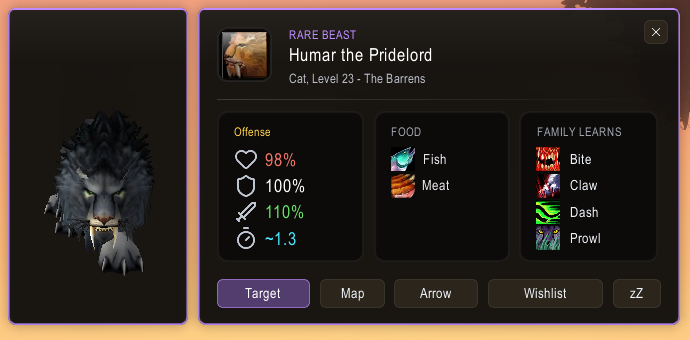 RARE BEAST
Humar the Pridelord
Cat, Level 23 - The Barrens
Offense
98%
100%
110%
~1.3
FOOD
Fish
Meat
FAMILY LEARNS
Bite
Claw
Dash
Prowl
Target
Map
Arrow
Wishlist
zZ